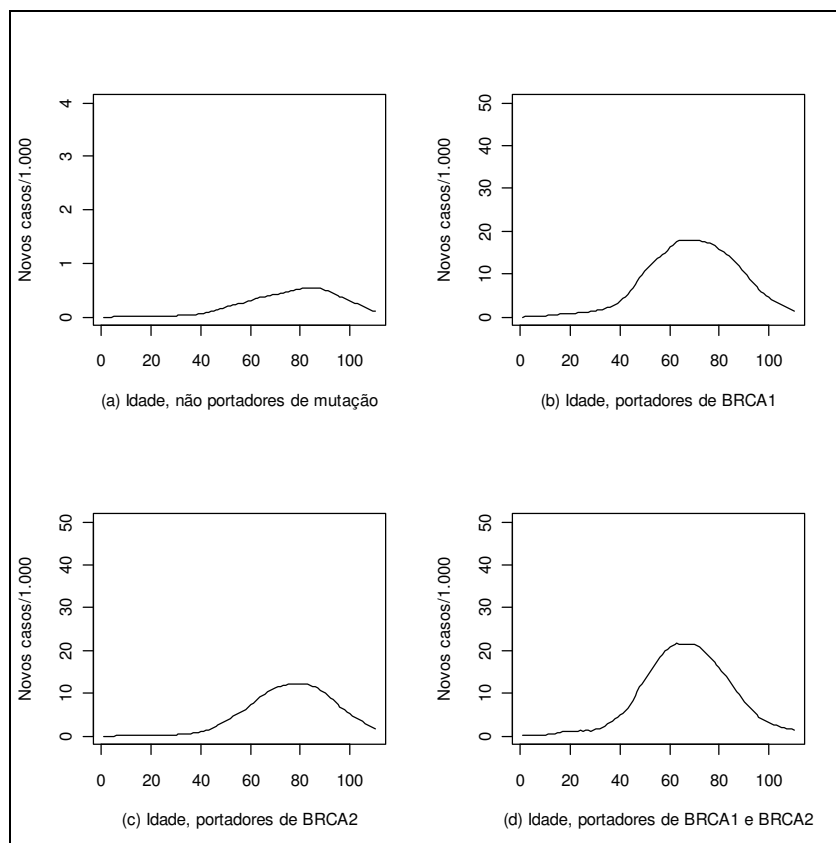 Novos casos/1.000
4
3
2
1
0
0 20 40 60 80 100
(a) Idade, não portadores de mutação
Novos casos/1.000
50
40
30
20
10
0
0 20 40 60 80 100
(b) Idade, portadores de BRCA1
Novos casos/1.000
50
40
30
20
10
0
0 20 40 60 80 100
(c) Idade, portadores de BRCA2
Novos casos/1.000
50
40
30
20
10
0
0 20 40 60 80 100
(d) Idade, portadores de BRCA1 e BRCA2